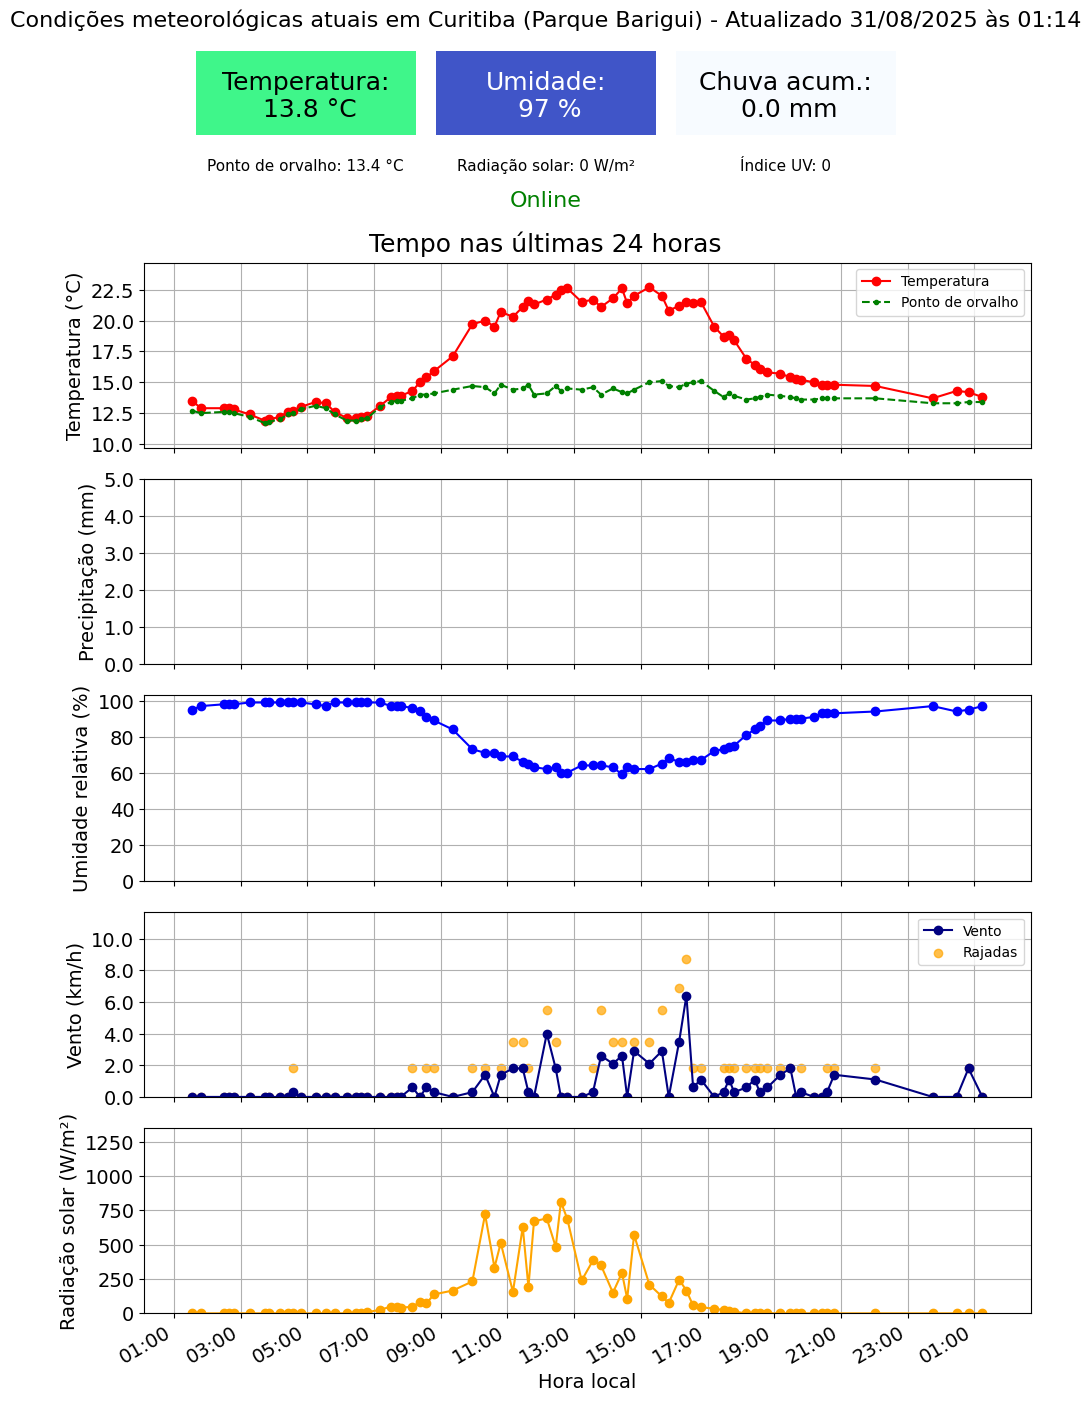 Condições meteorológicas atuais em Curitiba (Parque Barigui) - Atualizado 31/08/2025 às 01:14
Temperatura:
13.8 °C
Umidade:
97 %
Chuva acum.:
0.0 mm
Ponto de orvalho: 13.4 °C
Radiação solar: 0 W/m²
Índice UV: 0
Online
Tempo nas últimas 24 horas
Temperatura (°C)
22.5
20.0
17.5
15.0
12.5
10.0
Temperatura
Ponto de orvalho
Precipitação (mm)
5.0
4.0
3.0
2.0
1.0
0.0
Umidade relativa (%)
100
80
60
40
20
0
Vento (km/h)
10.0
8.0
6.0
4.0
2.0
0.0
Vento
Rajadas
Radiação solar (W/m²)
1250
1000
750
500
250
0
01:00
03:00
05:00
07:00
09:00
11:00
13:00
15:00
17:00
19:00
21:00
23:00
01:00
Hora local